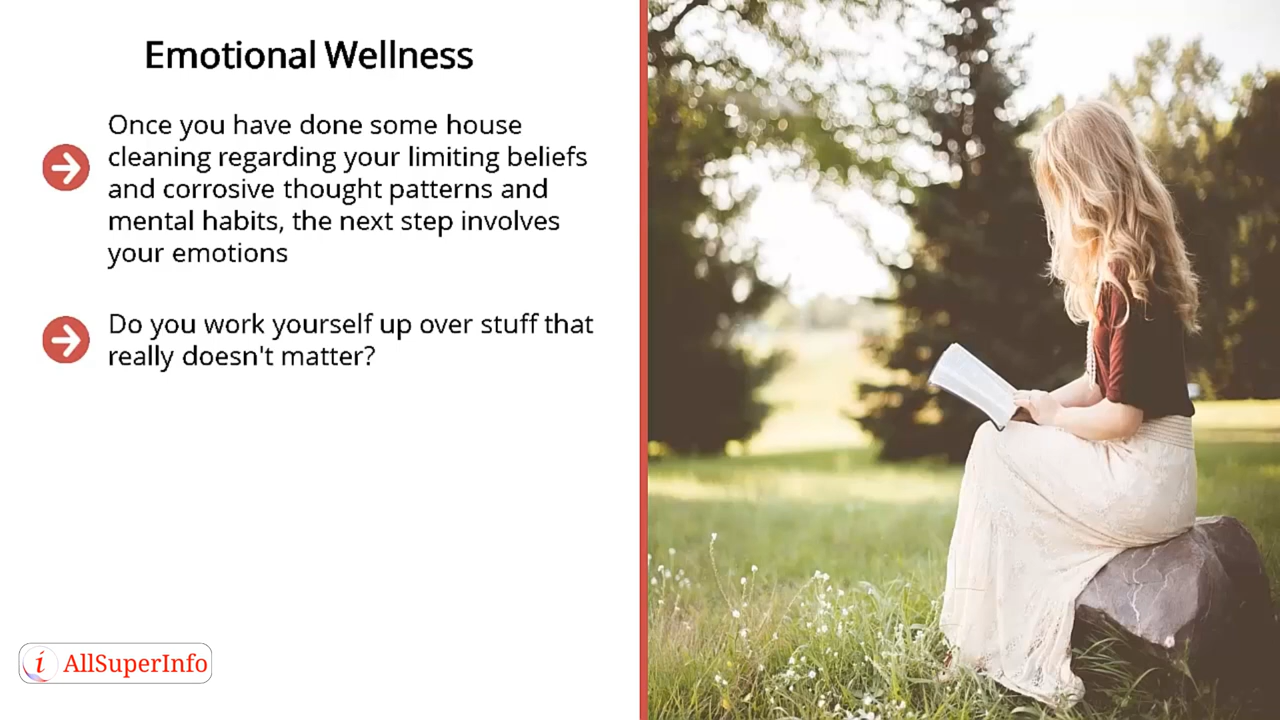 Emotional Wellness
Once you have done some house
cleaning regarding your limiting beliefs
and corrosive thought patterns and
mental habits, the next step involves
your emotions
Do you work yourself up over stuff that
really doesn't matter?
i AllSuperInfo